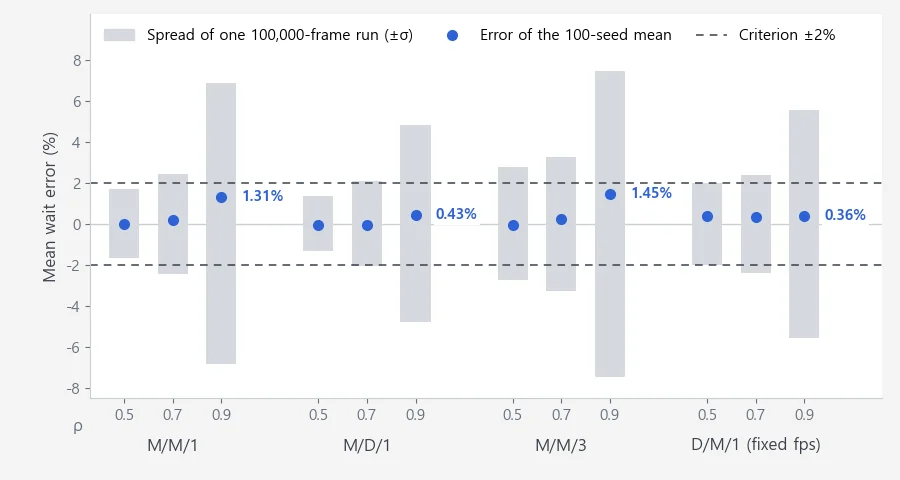 Spread of one 100,000-frame run (±σ) Error of the 100-seed mean Criterion ±2%
Mean wait error (%)
8
6
4
2
0
-2
-4
-6
-8
1.31%
0.43%
1.45%
0.36%
ρ
0.5 0.7 0.9 0.5 0.7 0.9 0.5 0.7 0.9 0.5 0.7 0.9
M/M/1 M/D/1 M/M/3 D/M/1 (fixed fps)